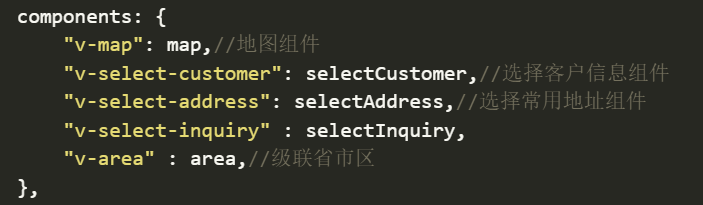 components: {
"v-map": map,//地图组件
"v-select-customer": selectCustomer,//选择客户信息组件
"v-select-address": selectAddress,//选择常用地址组件
"v-select-inquiry" : selectInquiry,
"v-area" : area,//级联省市区
},